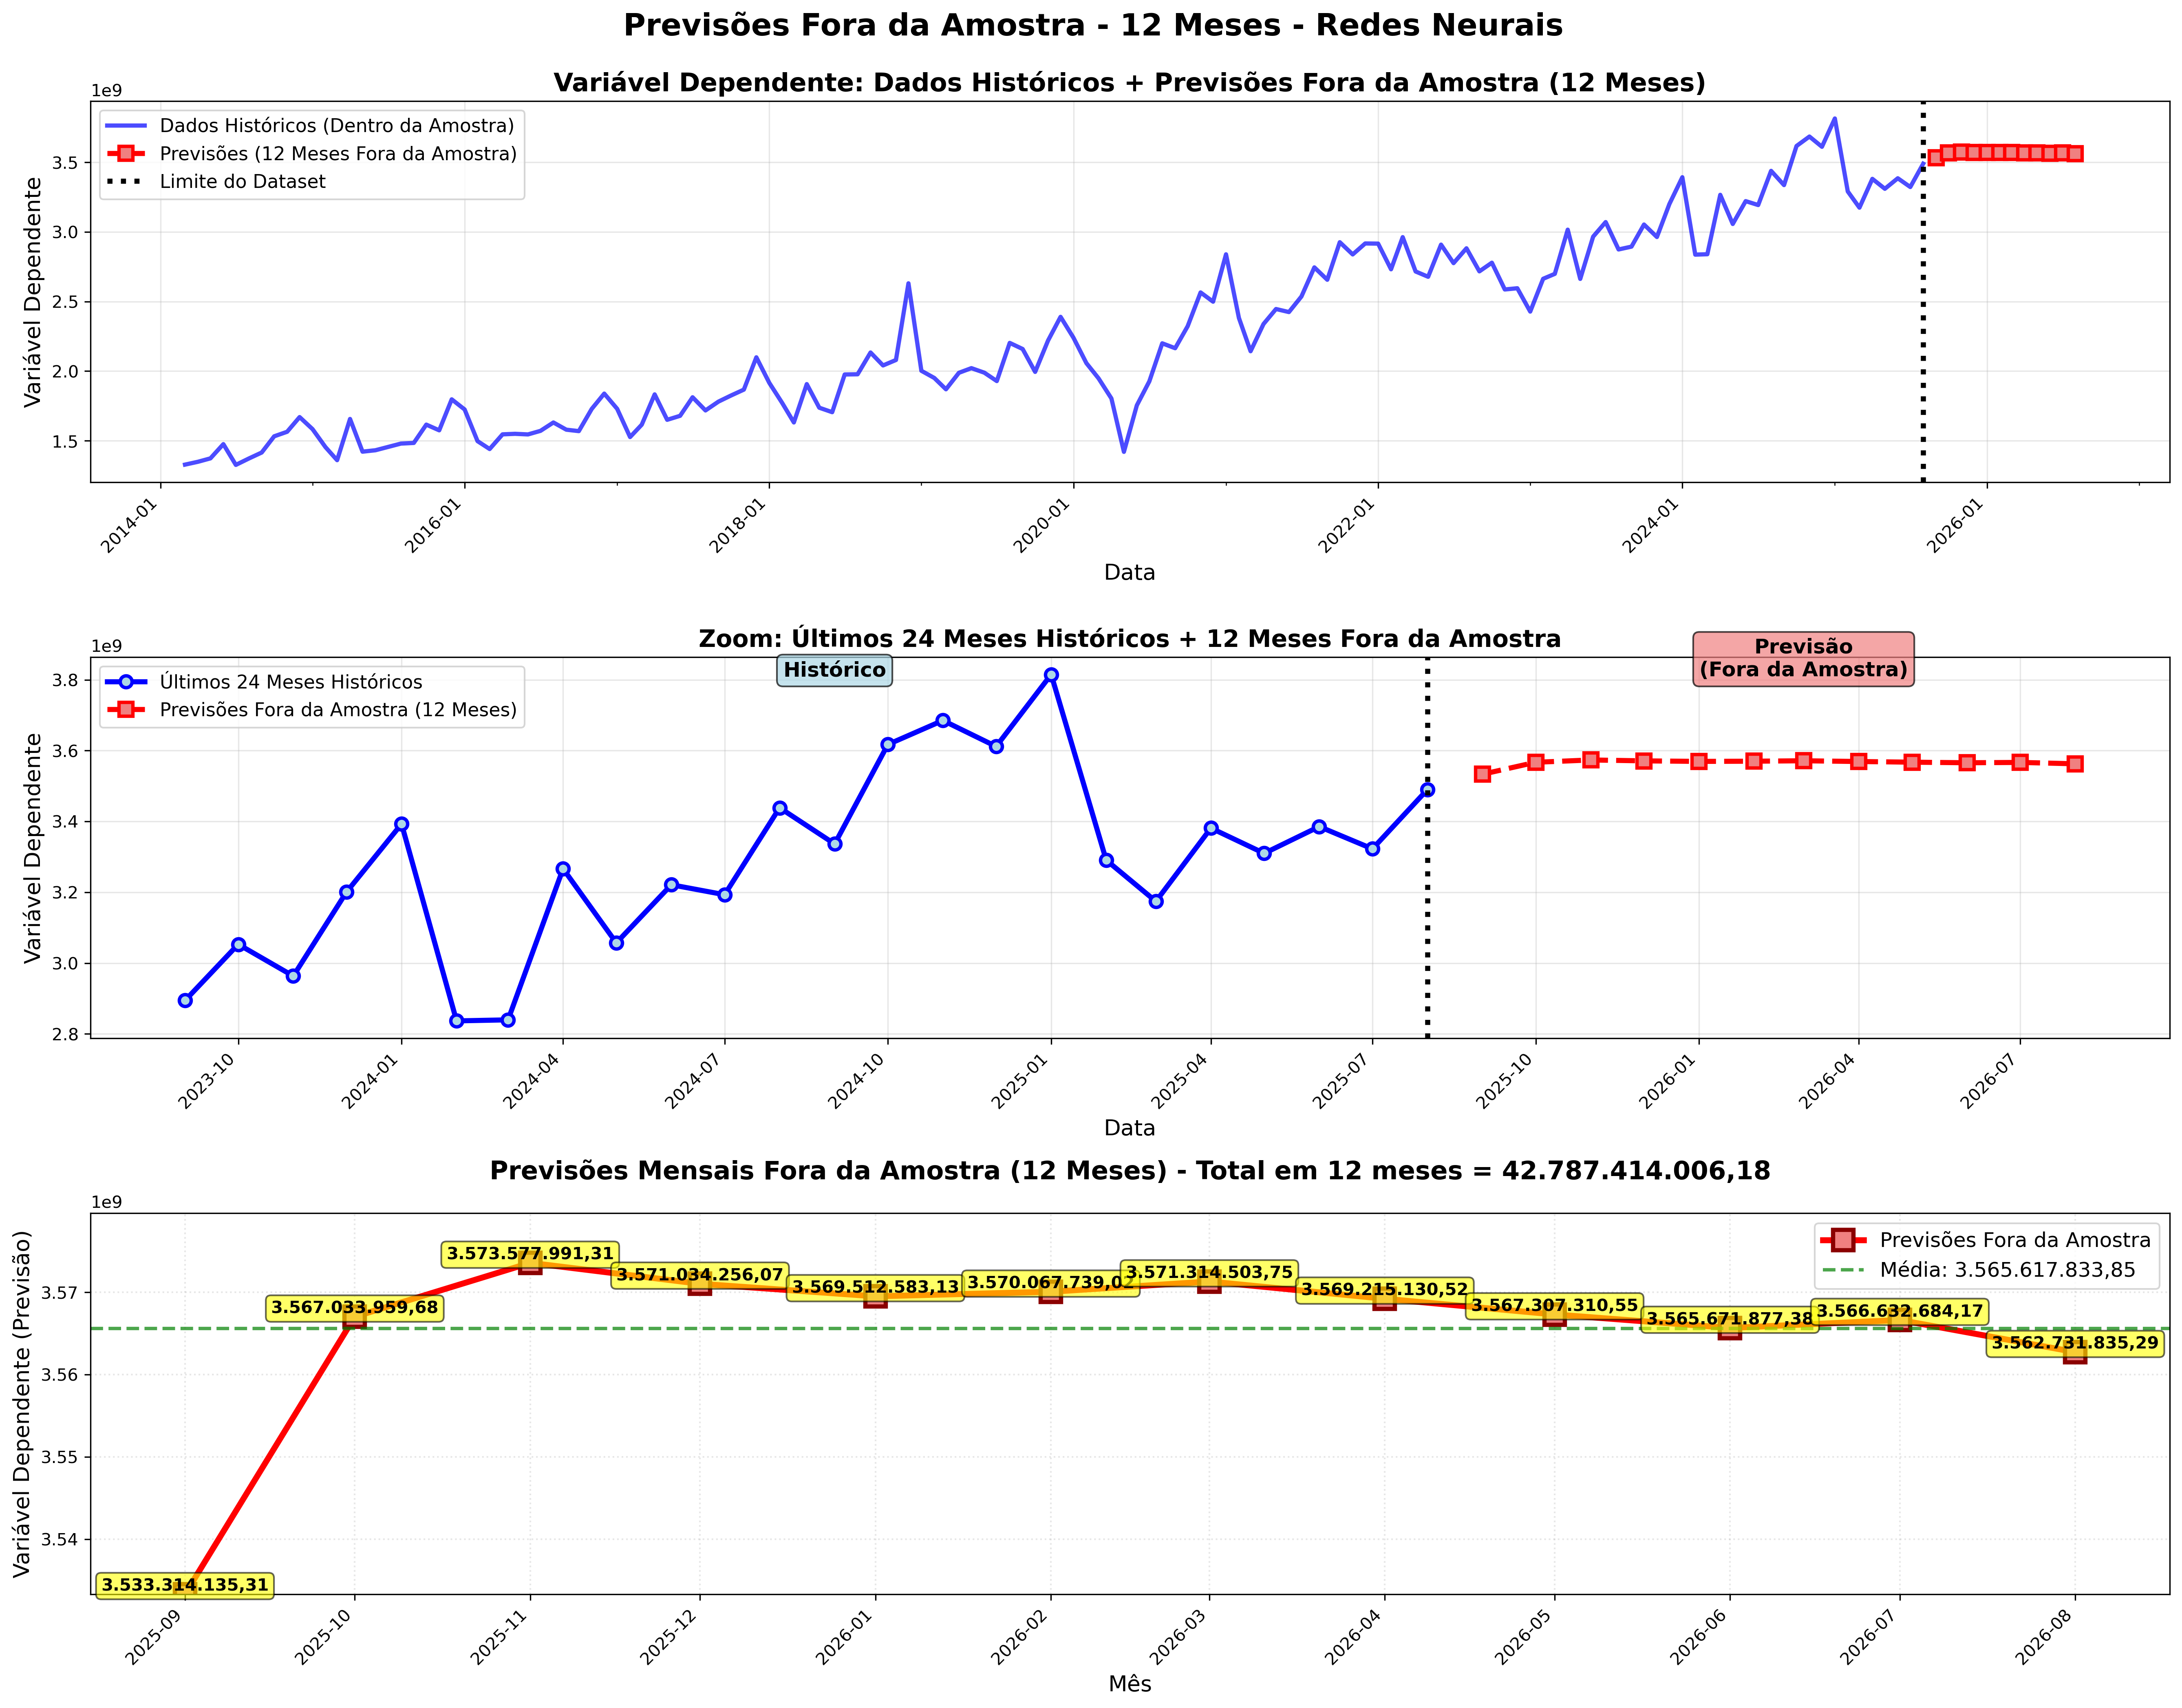 Previsões Fora da Amostra - 12 Meses - Redes Neurais
Variável Dependente: Dados Históricos + Previsões Fora da Amostra (12 Meses)
1e9
Dados Históricos (Dentro da Amostra)
Previsões (12 Meses Fora da Amostra)
Limite do Dataset
Variável Dependente
3.5
3.0
2.5
2.0
1.5
2014-01
2016-01
2018-01
2020-01
2022-01
2024-01
2026-01
Data
Zoom: Últimos 24 Meses Históricos + 12 Meses Fora da Amostra
1e9
Últimos 24 Meses Históricos
Previsões Fora da Amostra (12 Meses)
Histórico
Previsão
(Fora da Amostra)
Variável Dependente
3.8
3.6
3.4
3.2
3.0
2.8
2023-10
2024-01
2024-04
2024-07
2024-10
2025-01
2025-04
2025-07
2025-10
2026-01
2026-04
2026-07
Data
Previsões Mensais Fora da Amostra (12 Meses) - Total em 12 meses = 42.787.414.006,18
1e9
Previsões Fora da Amostra
Média: 3.565.617.833,85
Variável Dependente (Previsão)
3.57
3.56
3.55
3.54
3.533.314.135,31
3.567.033.959,68
3.573.577.991,31
3.571.034.256,07
3.569.512.583,13
3.570.067.739,02
3.571.314.503,75
3.569.215.130,52
3.567.307.310,55
3.565.671.877,38
3.566.632.684,17
3.562.731.835,29
2025-09
2025-10
2025-11
2025-12
2026-01
2026-02
2026-03
2026-04
2026-05
2026-06
2026-07
2026-08
Mês